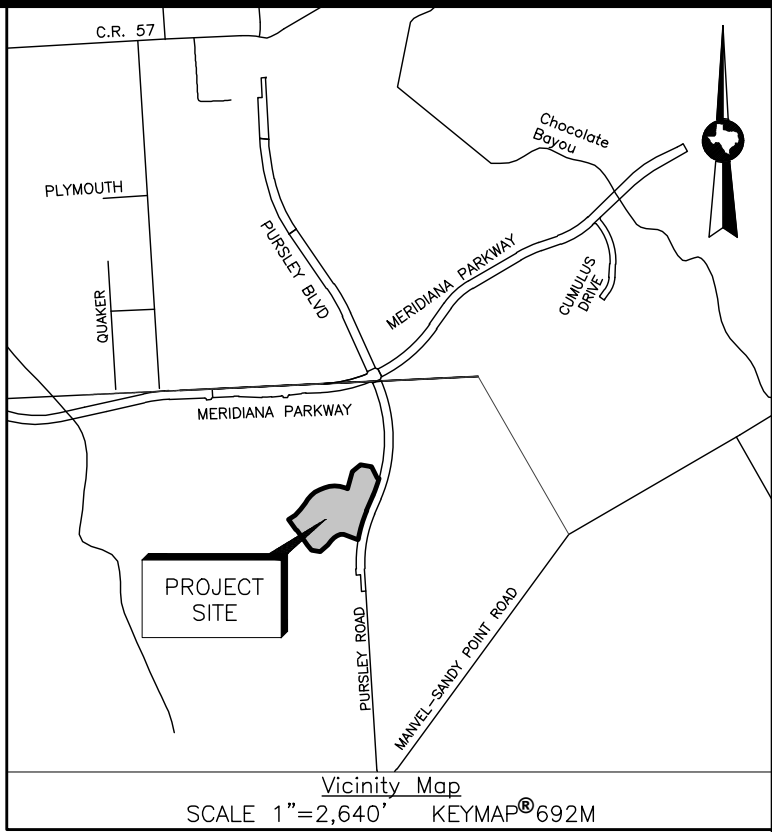 C.R. 57
Chocolate
Bayou
PLYMOUTH
PURSLEY BLVD
MERIDIANA PARKWAY
CUMULUS
DRIVE
QUAKER
MERIDIANA PARKWAY
PROJECT
SITE
PURSLEY ROAD
MANVEL-SANDY POINT ROAD
Vicinity Map
SCALE 1"=2,640' KEYMAP®692M